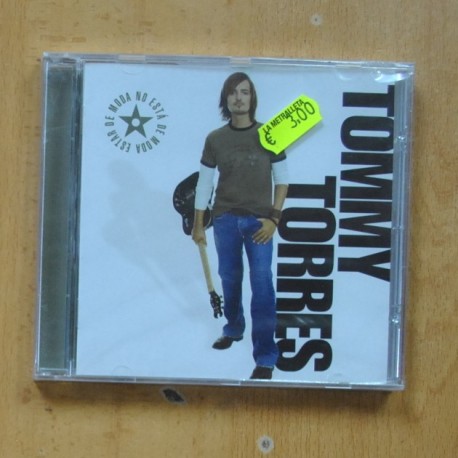 ESTAR DE MODA NO ESTÁ DE MODA
LA METRALLETA
€ 3,00
TOMMY
TORRES